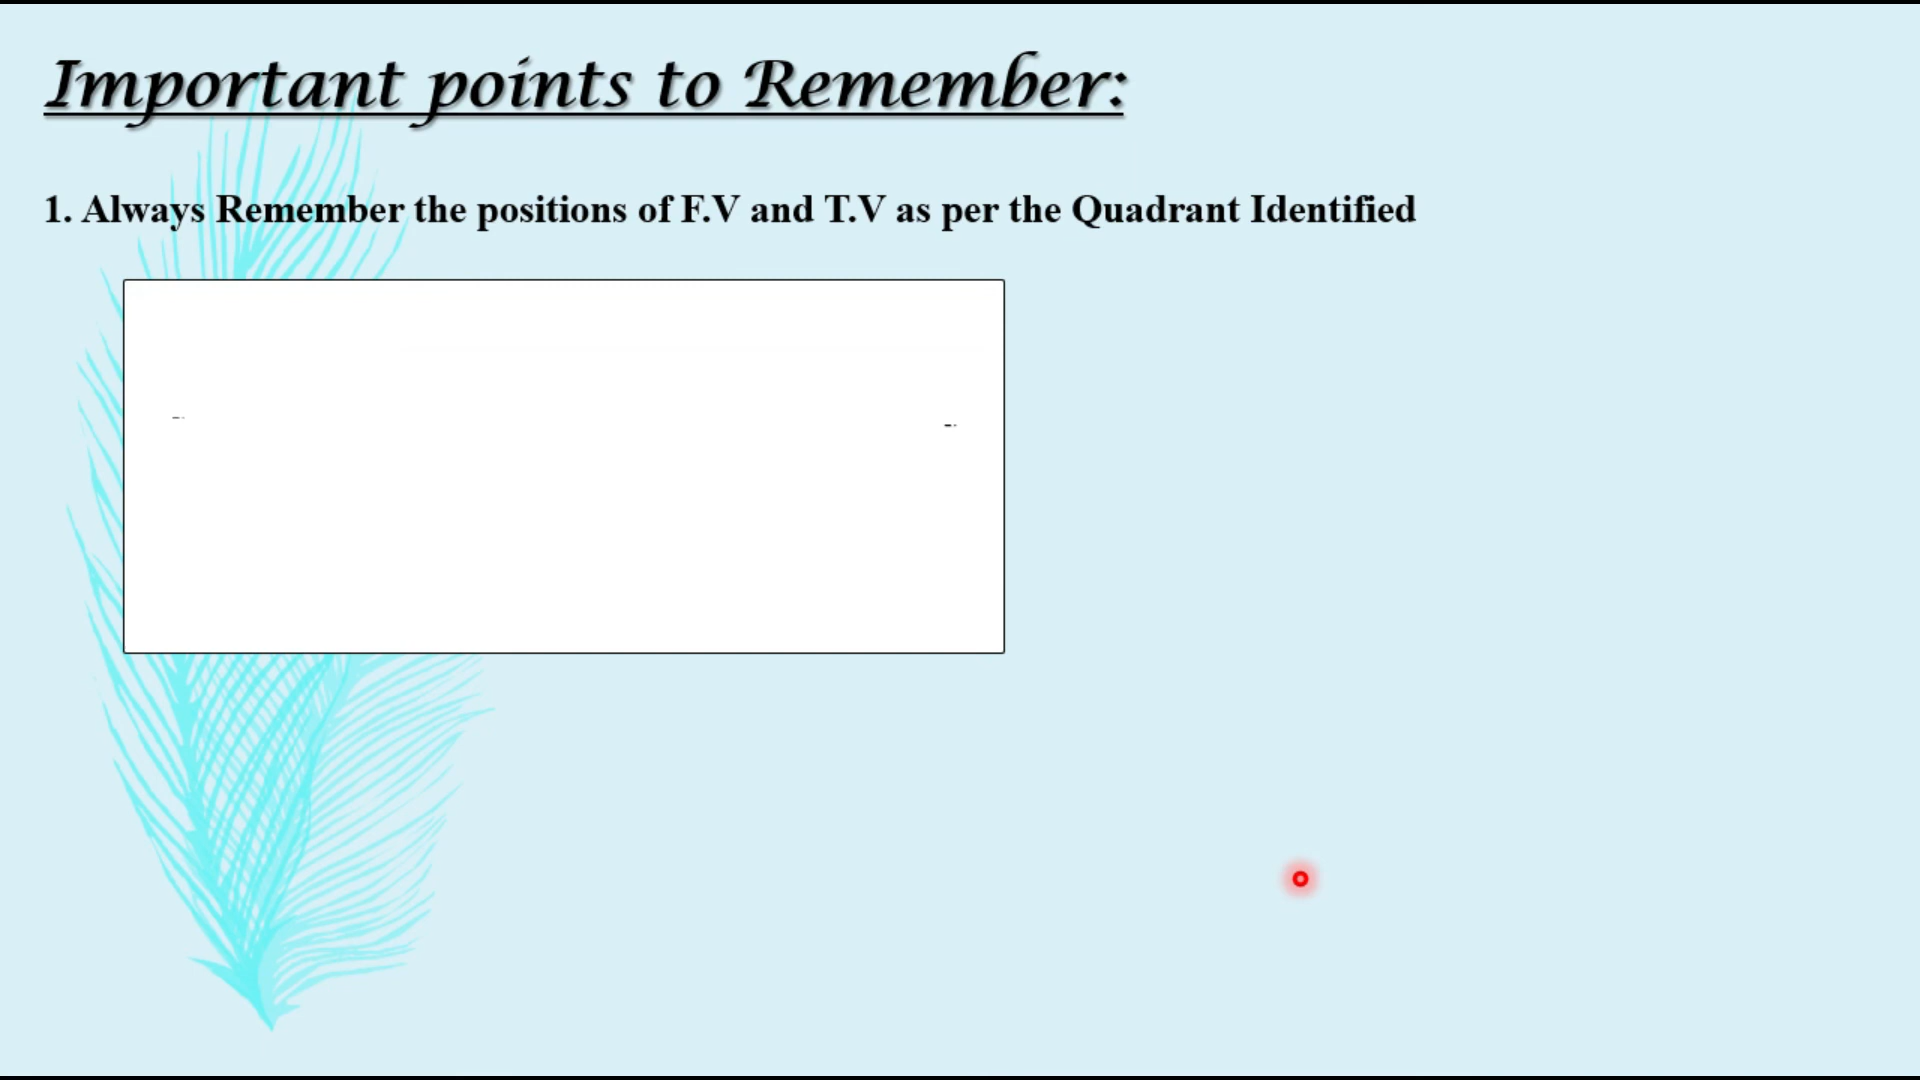 Important points to Remember:
1. Always Remember the positions of F.V and T.V as per the Quadrant Identified